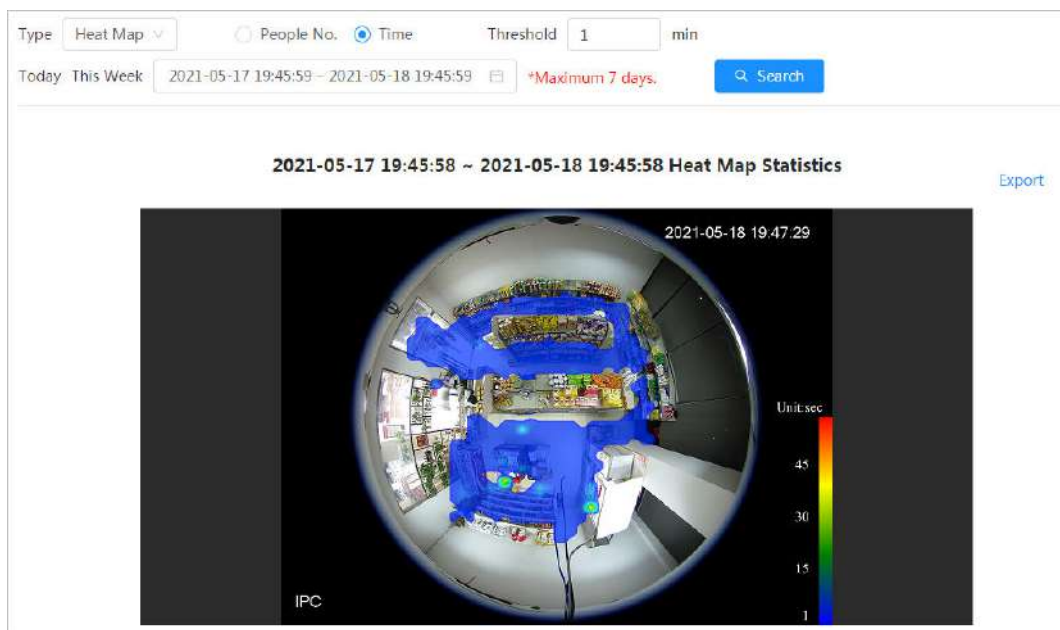 Type Heat Map People No. Time Threshold 1 min
Today This Week 2021-05-17 19:45:59 ~ 2021-05-18 19:45:59 *Maximum 7 days. Search
2021-05-17 19:45:58 ~ 2021-05-18 19:45:58 Heat Map Statistics
Export
2021-05-18 19:47:29
Unit:sec
45
30
15
1
IPC